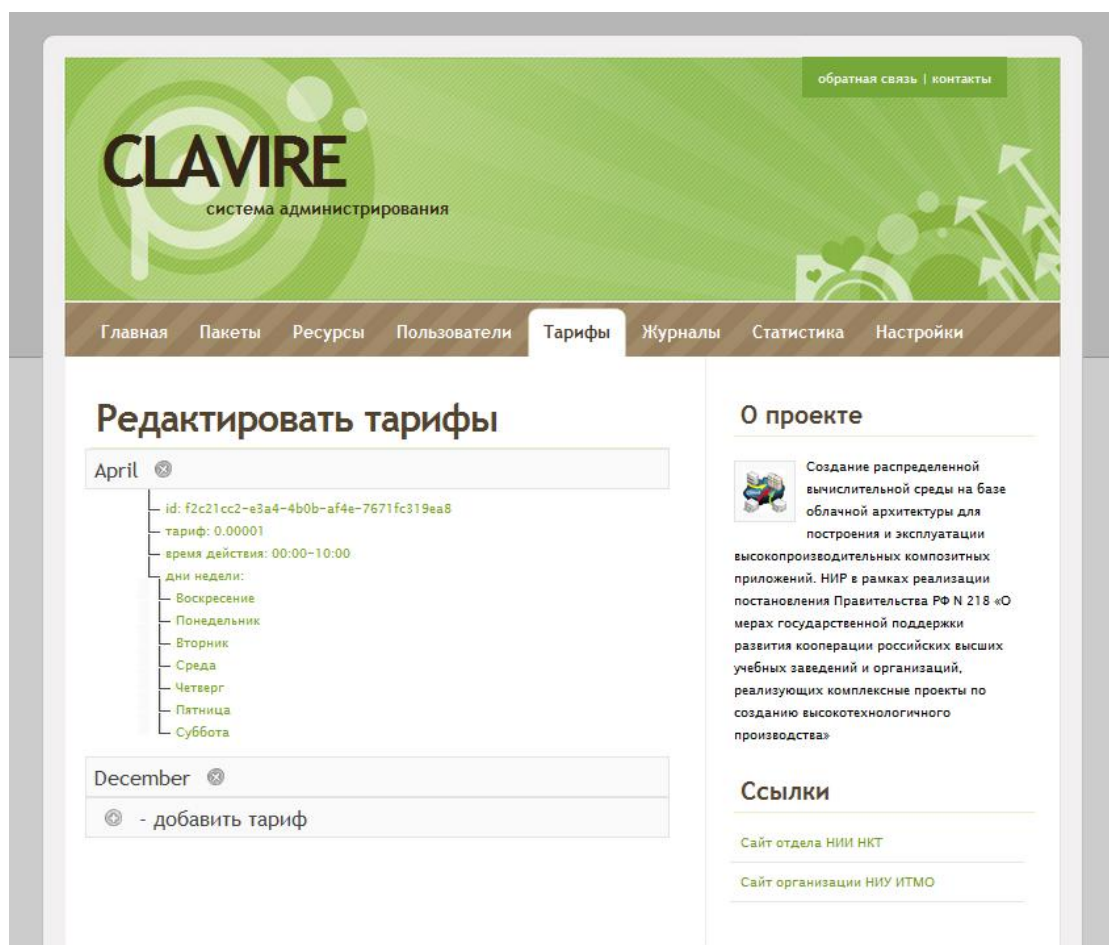 обратная связь | контакты
CLAVIRE
система администрирования
Главная Пакеты Ресурсы Пользователи Тарифы Журналы Статистика Настройки
Редактировать тарифы
April
id: f2c21cc2-e3a4-4b0b-af4e-7671fc319ea8
тариф: 0.00001
время действия: 00:00-10:00
дни недели:
Воскресение
Понедельник
Вторник
Среда
Четверг
Пятница
Суббота
December
- добавить тариф
О проекте
Создание распределенной
вычислительной среды на базе
облачной архитектуры для
построения и эксплуатации
высокопроизводительных композитных
приложений. НИР в рамках реализации
постановления Правительства РФ N 218 «О
мерах государственной поддержки
развития кооперации российских высших
учебных заведений и организаций,
реализующих комплексные проекты по
созданию высокотехнологичного
производства»
Ссылки
Сайт отдела НИИ НКТ
Сайт организации НИУ ИТМО